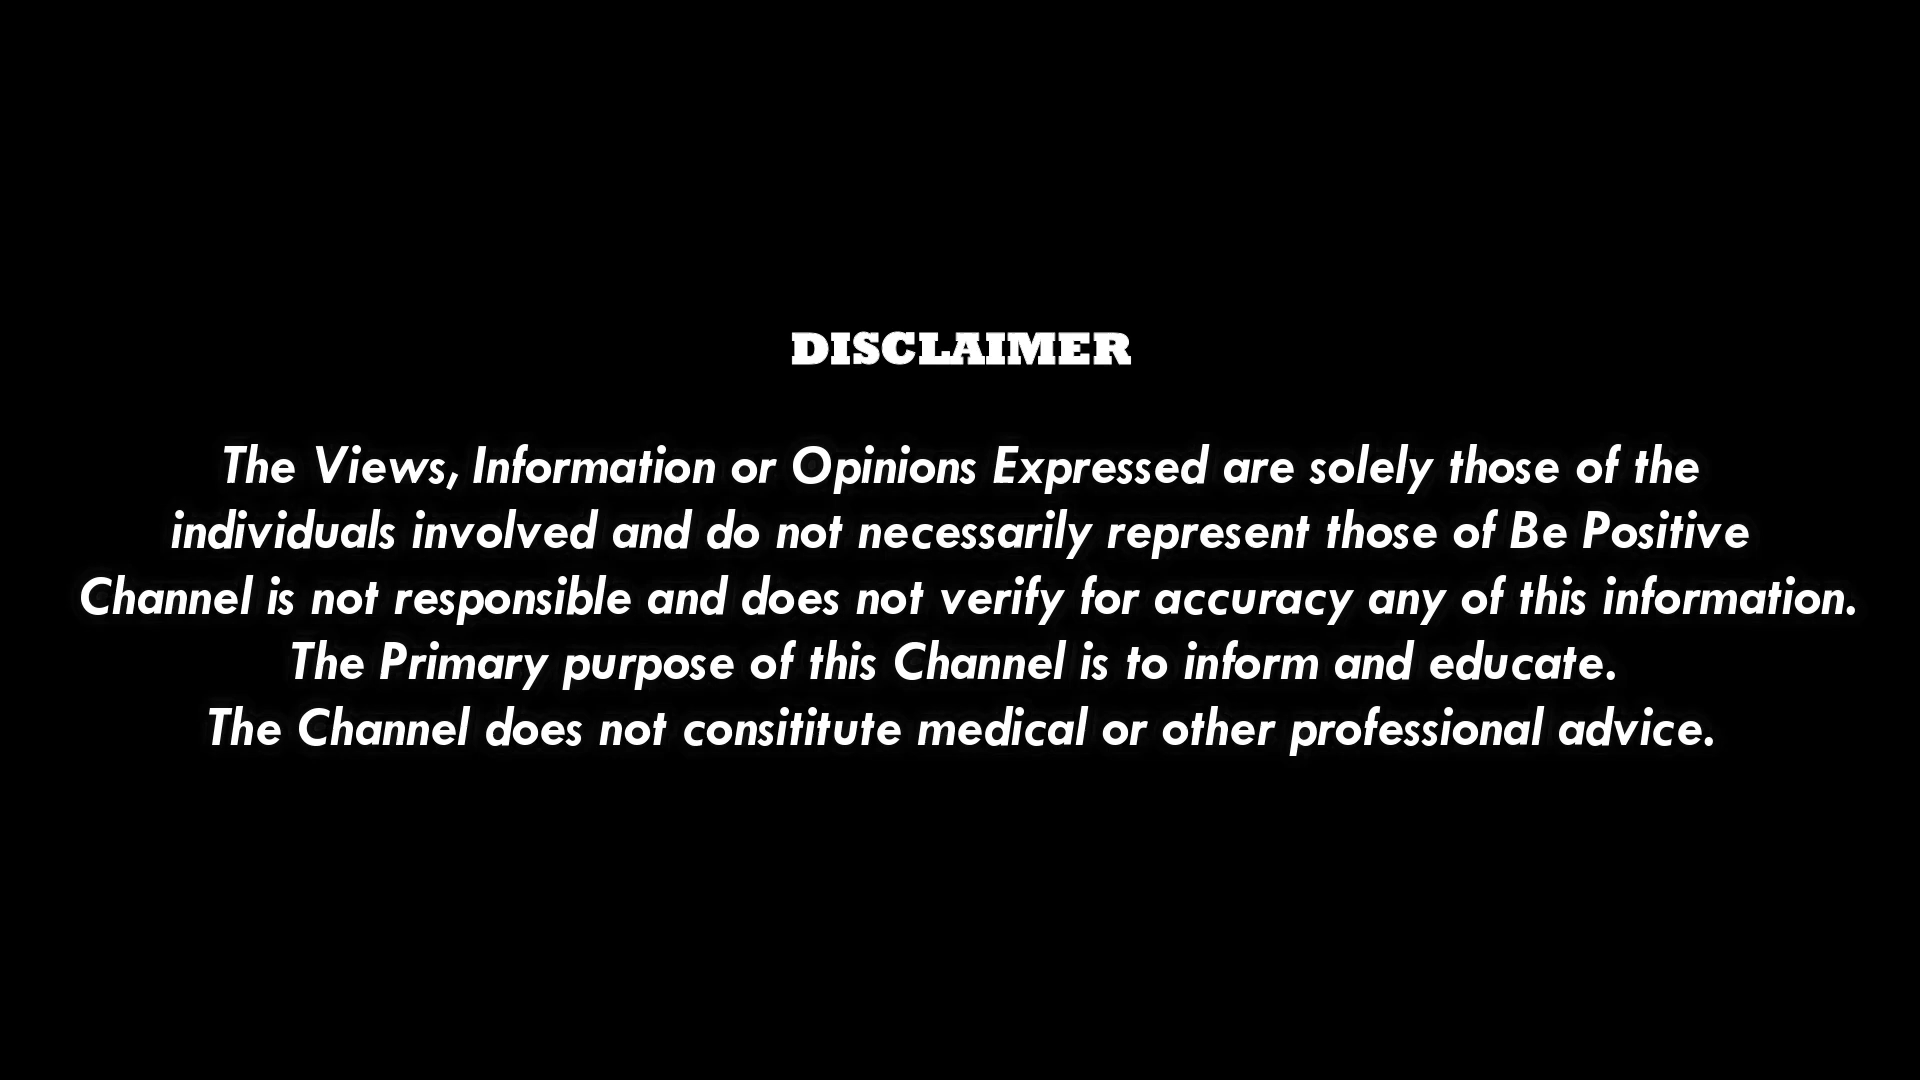 DISCLAIMER
The Views, Information or Opinions Expressed are solely those of the
individuals involved and do not necessarily represent those of Be Positive
Channel is not responsible and does not verify for accuracy any of this information.
The Primary purpose of this Channel is to inform and educate.
The Channel does not consititute medical or other professional advice.